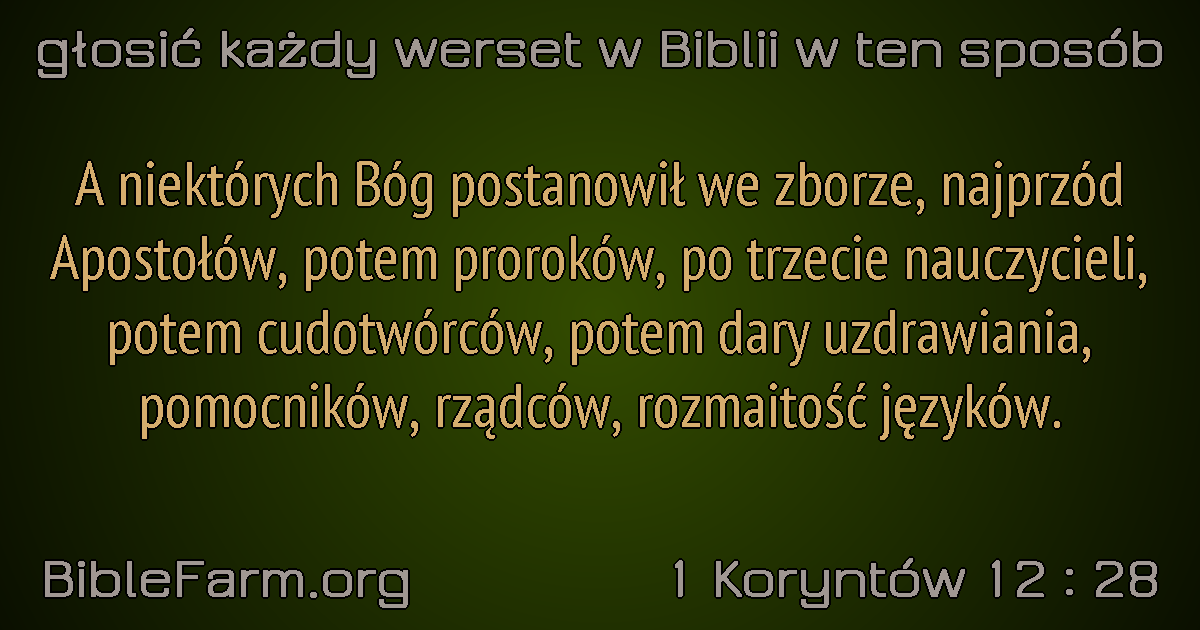 głosić każdy werset w Biblii w ten sposób
A niektórych Bóg postanowił we zborze, najprzód
Apostołów, potem proroków, po trzecie nauczycieli,
potem cudotwórców, potem dary uzdrawiania,
pomocników, rządców, rozmaitość języków.
BibleFarm.org
1 Koryntów 12 : 28